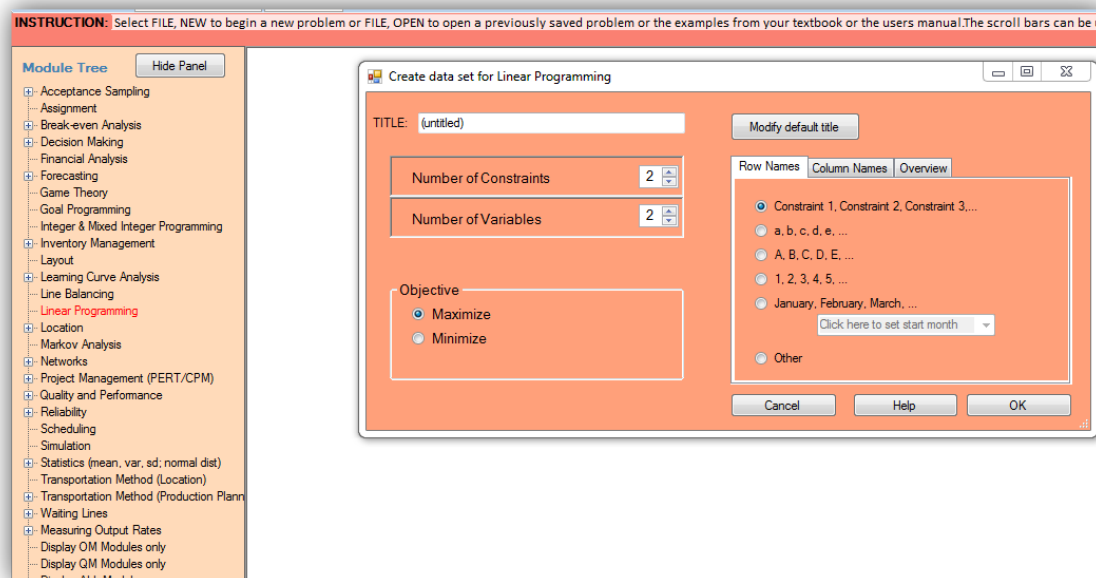 INSTRUCTION: Select FILE, NEW to begin a new problem or FILE, OPEN to open a previously saved problem or the examples from your textbook or the users manual.The scroll bars can be
Module Tree
Hide Panel
Acceptance Sampling
Assignment
Break-even Analysis
Decision Making
Financial Analysis
Forecasting
Game Theory
Goal Programming
Integer & Mixed Integer Programming
Inventory Management
Layout
Learning Curve Analysis
Line Balancing
Linear Programming
Location
Markov Analysis
Networks
Project Management (PERT/CPM)
Quality and Performance
Reliability
Scheduling
Simulation
Statistics (mean, var, sd; normal dist)
Transportation Method (Location)
Transportation Method (Production Plann
Waiting Lines
Measuring Output Rates
Display OM Modules only
Display QM Modules only
Create data set for Linear Programming
TITLE: (untitled)
Modify default title
Number of Constraints 2
Number of Variables 2
Objective
Maximize
Minimize
Row Names Column Names Overview
Constraint 1, Constraint 2, Constraint 3,...
a, b, c, d, e, ...
A, B, C, D, E, ...
1, 2, 3, 4, 5, ...
January, February, March, ...
Click here to set start month
Other
Cancel Help OK